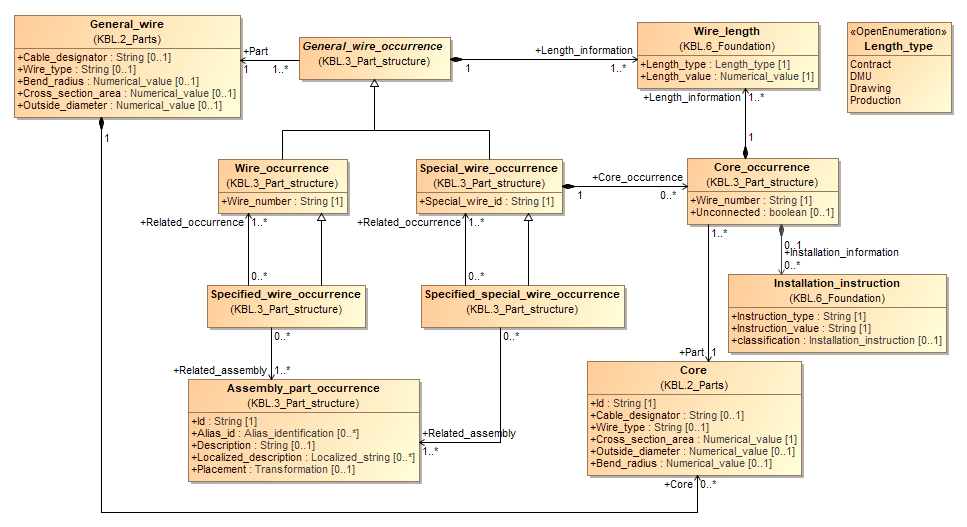 General_wire
(KBL.2_Parts)
+Cable_designator : String [0..1]
+Wire_type : String [0..1]
+Bend_radius : Numerical_value [0..1]
+Cross_section_area : Numerical_value [0..1]
+Outside_diameter : Numerical_value [0..1]
1
+Part
1
1..*
General_wire_occurrence
(KBL.3_Part_structure)
1
+Length_information
1..*
Wire_length
(KBL.6_Foundation)
+Length_type : Length_type [1]
+Length_value : Numerical_value [1]
+Length_information
1..*
1
«OpenEnumeration»
Length_type
Contract
DMU
Drawing
Production
Wire_occurrence
(KBL.3_Part_structure)
+Wire_number : String [1]
+Related_occurrence
1..*
0..*
Special_wire_occurrence
(KBL.3_Part_structure)
+Special_wire_id : String [1]
+Related_occurrence
1..*
0..*
+Core_occurrence
1
0..*
Core_occurrence
(KBL.3_Part_structure)
+Wire_number : String [1]
+Unconnected : boolean [0..1]
1..*
0..1
+Installation_information
0..*
Installation_instruction
(KBL.6_Foundation)
+Instruction_type : String [1]
+Instruction_value : String [1]
+classification : Installation_instruction [0..1]
Specified_wire_occurrence
(KBL.3_Part_structure)
0..*
+Related_assembly
1..*
Specified_special_wire_occurrence
(KBL.3_Part_structure)
0..*
+Related_assembly
1..*
Assembly_part_occurrence
(KBL.3_Part_structure)
+Id : String [1]
+Alias_id : Alias_identification [0..*]
+Description : String [0..1]
+Localized_description : Localized_string [0..*]
+Placement : Transformation [0..1]
+Part
1
Core
(KBL.2_Parts)
+Id : String [1]
+Cable_designator : String [0..1]
+Wire_type : String [0..1]
+Cross_section_area : Numerical_value [1]
+Outside_diameter : Numerical_value [0..1]
+Bend_radius : Numerical_value [0..1]
+Core
0..*